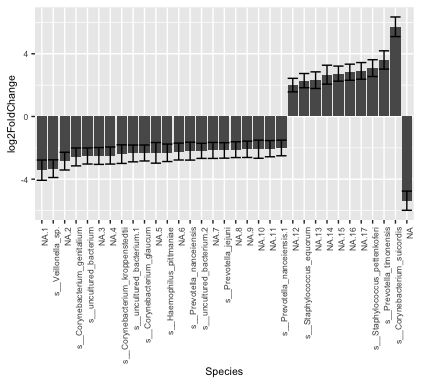 log2FoldChange
4
0
-4
NA.1
s__Veillonella_sp.
NA.2
s__Corynebacterium_genitalium
s__uncultured_bacterium
NA.3
NA.4
s__Corynebacterium_kroppenstedtii
s__uncultured_bacterium.1
s__Corynebacterium_glaucum
NA.5
s__Haemophilus_pittmaniae
NA.6
s__Prevotella_nanceiensis
s__uncultured_bacterium.2
NA.7
s__Prevotella_jejuni
NA.8
NA.9
NA.10
NA.11
s__Prevotella_nanceiensis.1
NA.12
s__Staphylococcus_equorum
NA.13
NA.14
NA.15
NA.16
NA.17
s__Staphylococcus_pettenkoferi
s__Prevotella_timonensis
s__Corynebacterium_suicordis
NA
Species